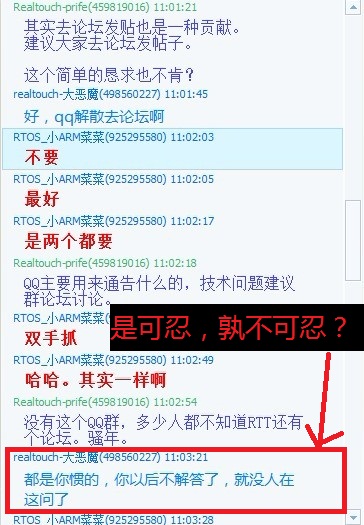 Realtouch-prife(459819016) 11:01:21
其实去论坛发贴也是一种贡献。
建议大家去论坛发帖子。
这个简单的恳求也不肯?
realtouch-大恶魔(498560227) 11:01:45
好，qq解散去论坛啊
RTOS_小ARM菜菜(925295580) 11:02:03
不要
RTOS_小ARM菜菜(925295580) 11:02:05
最好
RTOS_小ARM菜菜(925295580) 11:02:17
是两个都要
Realtouch-prife(459819016) 11:02:18
QQ主要用来通告什么的，技术问题建议
群论坛讨论。
RTOS_小ARM菜菜(9
双手抓
是可忍，孰不可忍？
RTOS_小ARM菜菜(925295580) 11:02:49
哈哈。其实一样啊
Realtouch-prife(459819016) 11:02:54
没有这个QQ群，多少人都不知道RTT还有
个论坛。骚年。
realtouch-大恶魔(498560227) 11:03:21
都是你惯的，你以后不解答了，就没人在
这问了
RTOS_小ARM菜菜(925295580) 11:03:28